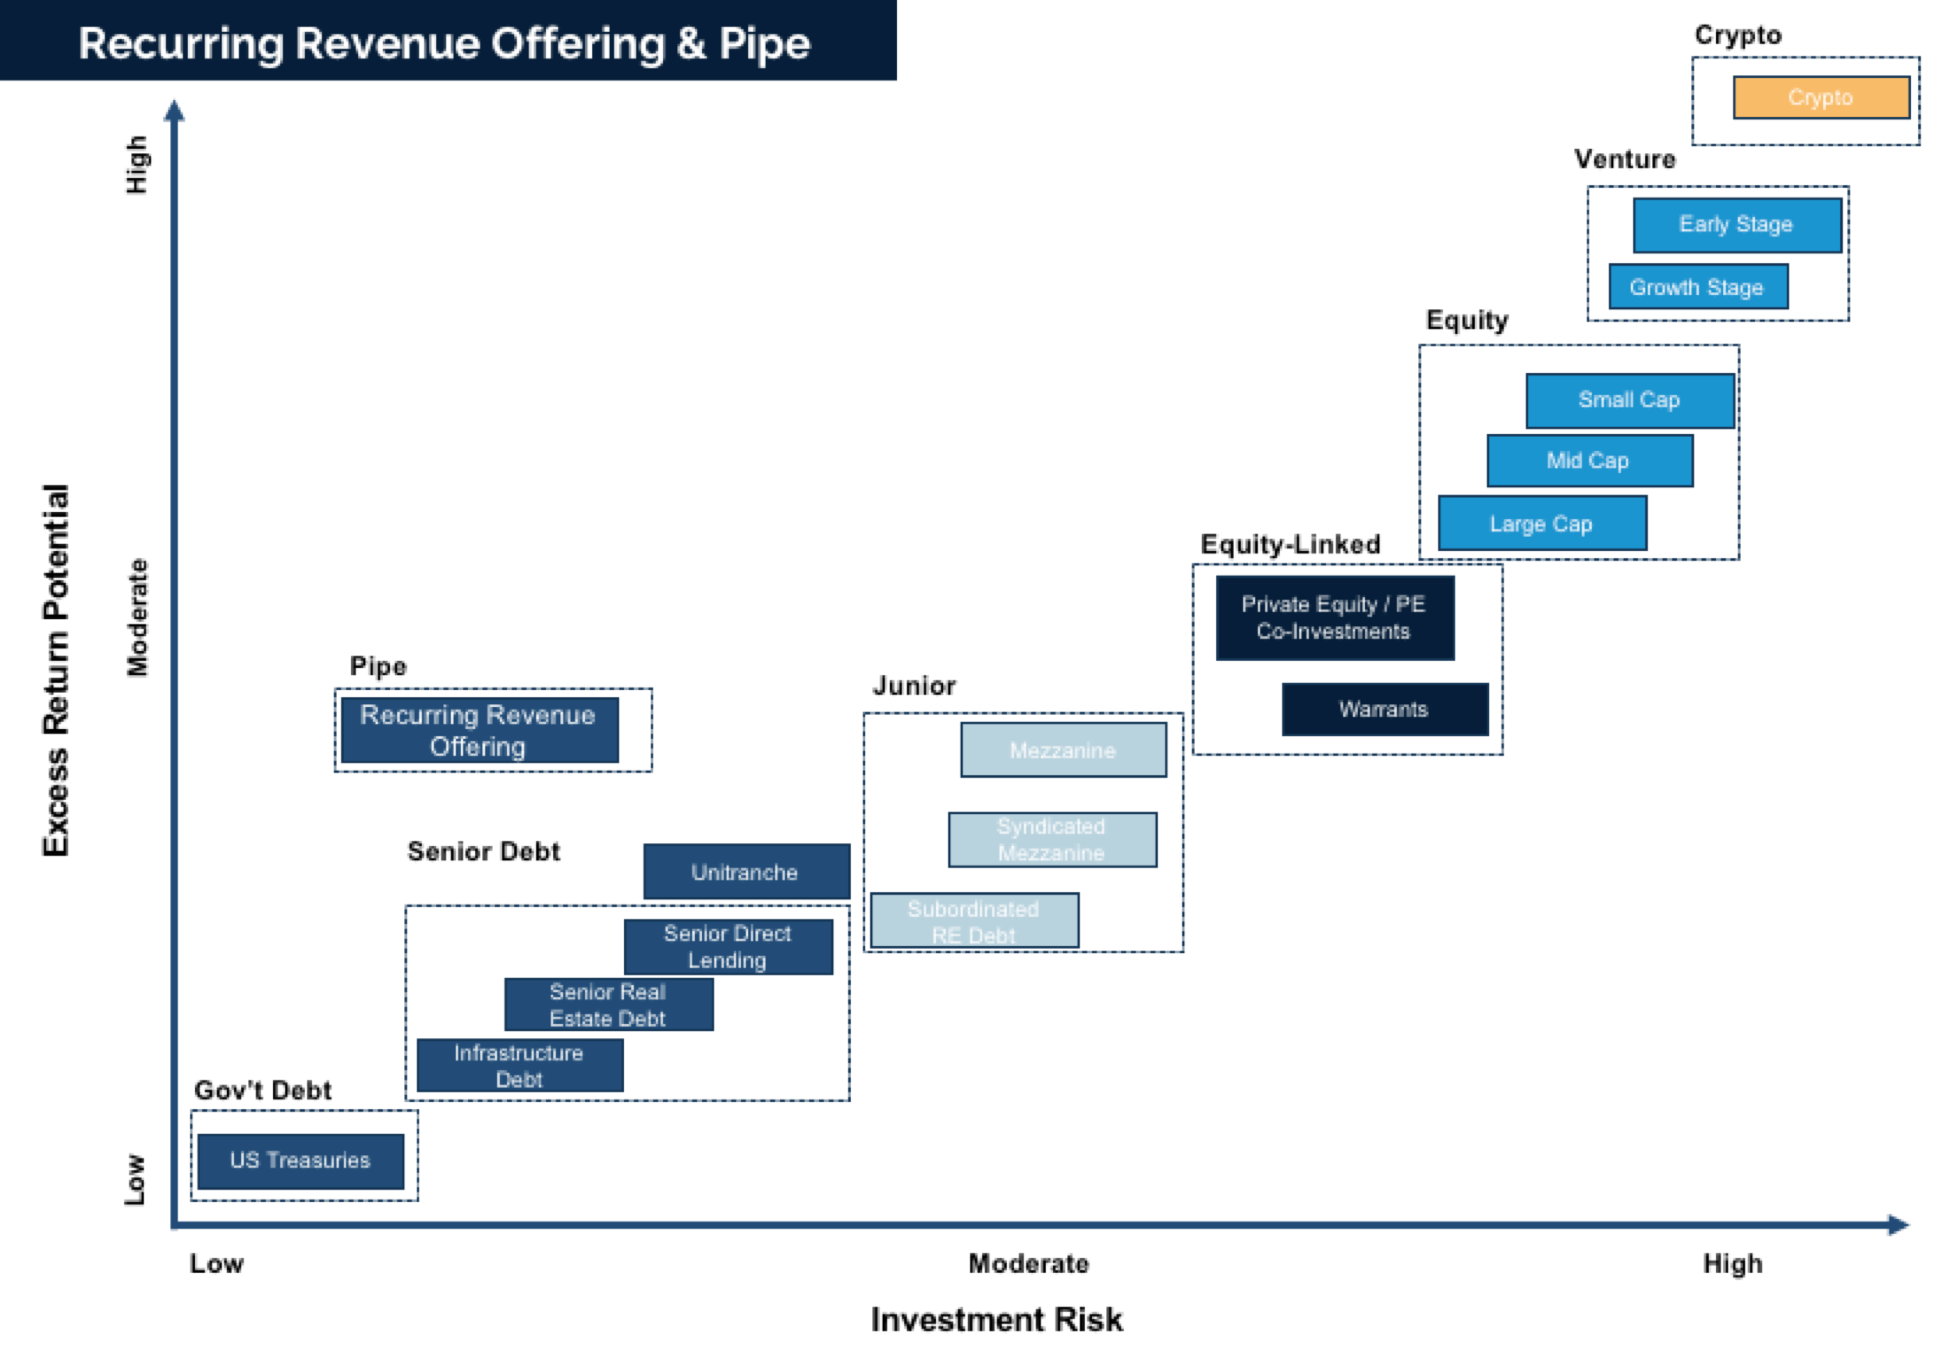 Recurring Revenue Offering & Pipe
Crypto
Crypto
Venture
Early Stage
Growth Stage
Equity
Small Cap
Mid Cap
Large Cap
Equity-Linked
Private Equity / PE
Co-Investments
Warrants
Pipe
Recurring Revenue
Offering
Junior
Mezzanine
Syndicated
Mezzanine
Subordinated
RE Debt
Senior Debt
Unitranche
Senior Direct
Lending
Senior Real
Estate Debt
Infrastructure
Debt
Gov't Debt
US Treasuries
High
Moderate
Low
Excess Return Potential
Low
Moderate
High
Investment Risk